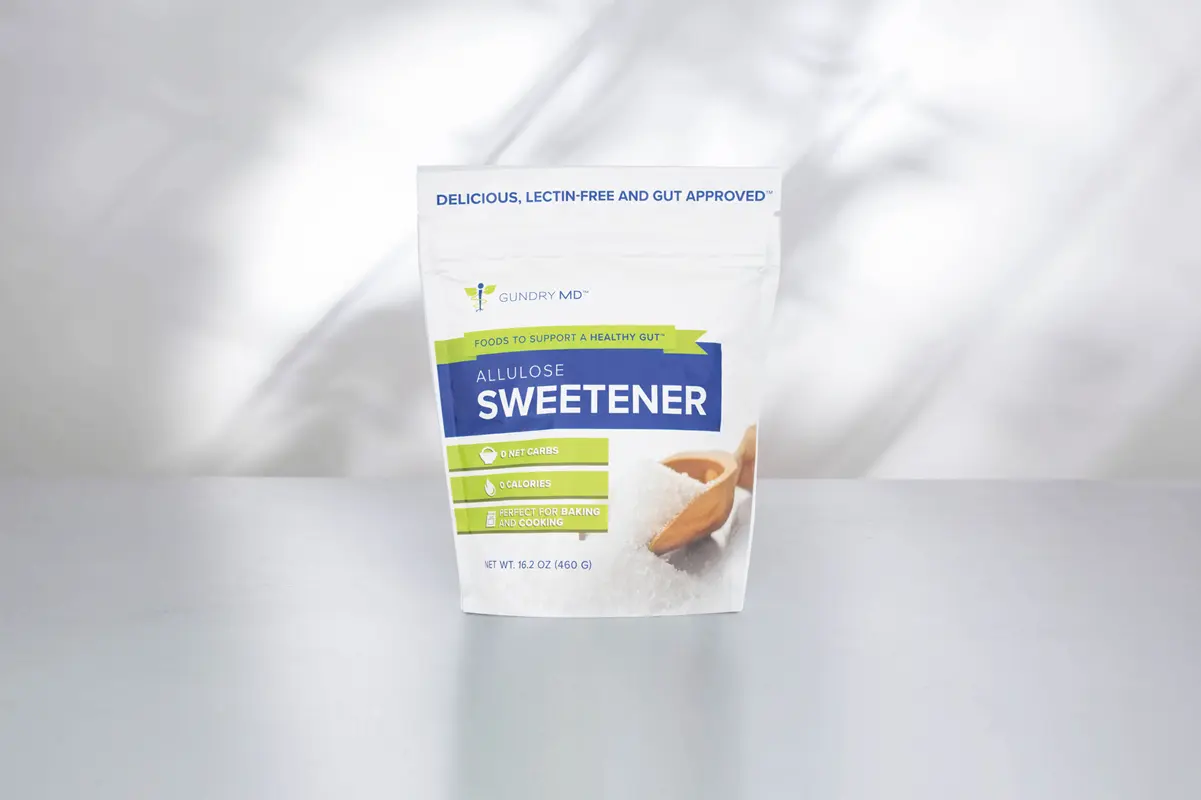 DELICIOUS, LECTIN-FREE AND GUT APPROVED™
GUNDRY MD™
FOODS TO SUPPORT A HEALTHY GUT™
ALLULOSE
SWEETENER
0 NET CARBS
0 CALORIES
PERFECT FOR BAKING
AND COOKING
NET WT. 16.2 OZ (460 G)